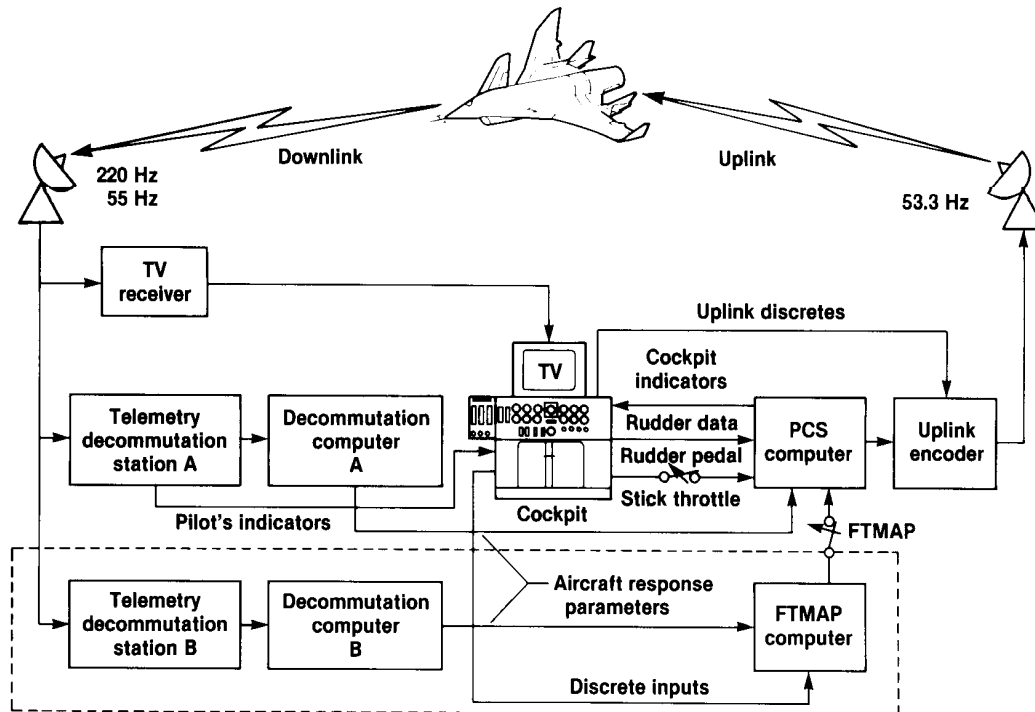 Downlink
Uplink
220 Hz
55 Hz
53.3 Hz
TV
receiver
Uplink discretes
TV
Cockpit
indicators
Telemetry
decommutation
station A
Decommutation
computer
A
Rudder data
Rudder pedal
Stick throttle
PCS
computer
Uplink
encoder
Pilot's indicators
Cockpit
FTMAP
Telemetry
decommutation
station B
Decommutation
computer
B
Aircraft response
parameters
FTMAP
computer
Discrete inputs